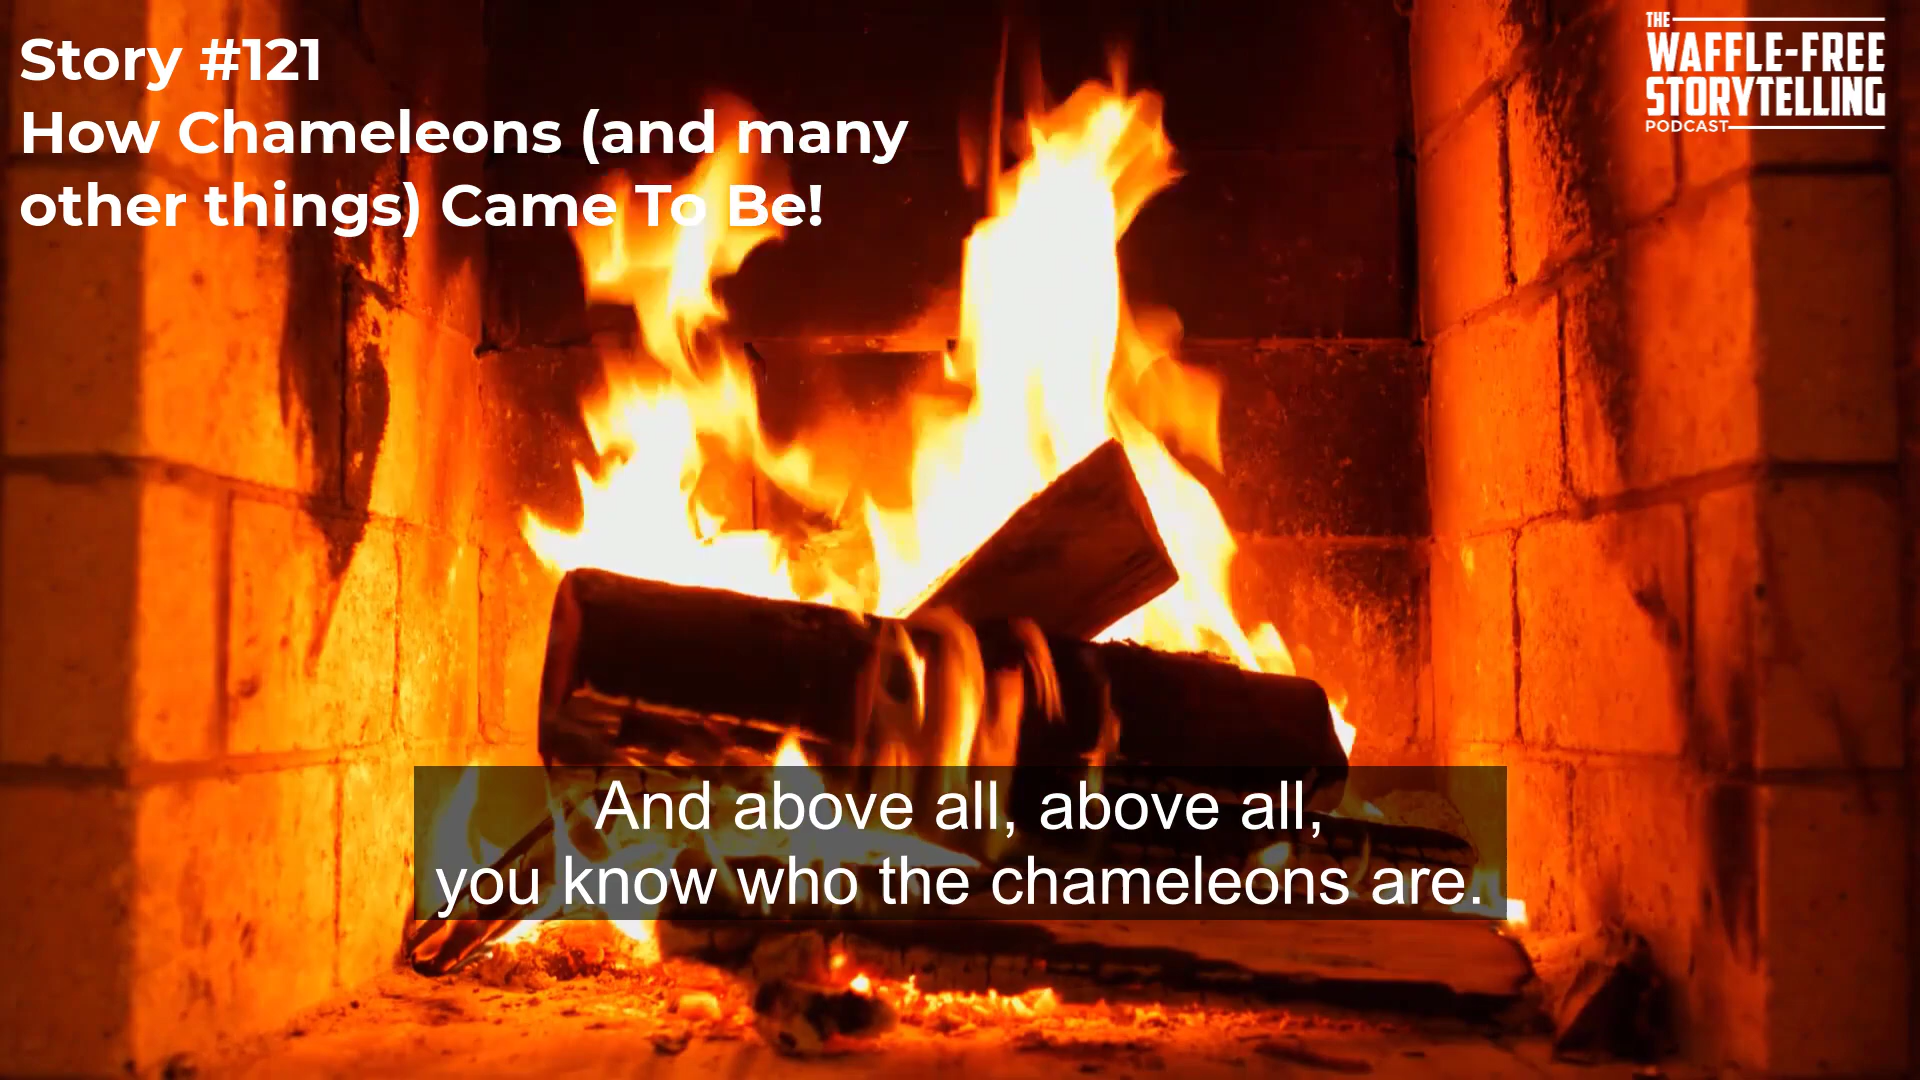 Story #121
How Chameleons (and many
other things) Came To Be!
THE
WAFFLE-FREE
STORYTELLING
PODCAST
And above all, above all,
you know who the chameleons are.